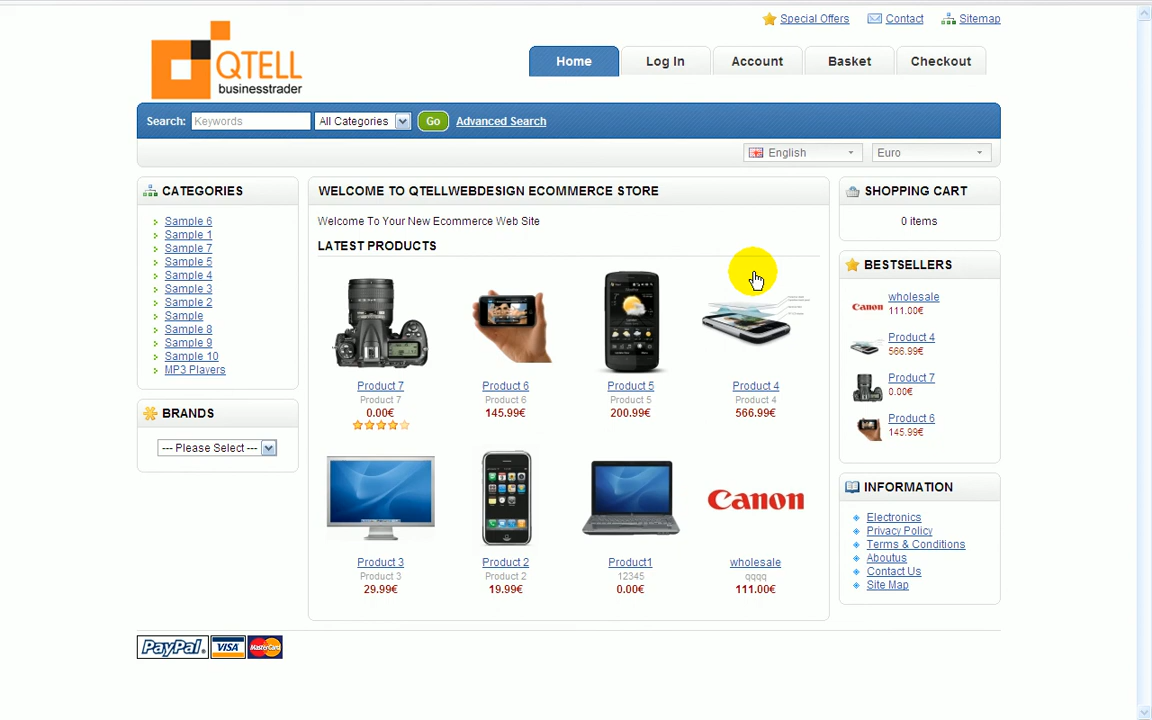 Special Offers Contact Sitemap
QTELL
businesstrader
Home Log In Account Basket Checkout
Search: Keywords All Categories Go Advanced Search
English Euro
CATEGORIES
Sample 6
Sample 1
Sample 7
Sample 5
Sample 4
Sample 3
Sample 2
Sample
Sample 8
Sample 9
Sample 10
MP3 Players
BRANDS
--- Please Select ---
WELCOME TO QTELLWEBDESIGN ECOMMERCE STORE
Welcome To Your New Ecommerce Web Site
LATEST PRODUCTS
Product 7 Product 6 Product 5 Product 4
Product 7 Product 6 Product 5 Product 4
0.00€ 145.99€ 200.99€ 566.99€
Canon
Product 3 Product 2 Product1 wholesale
Product 3 Product 2 12345 qqqq
29.99€ 19.99€ 0.00€ 111.00€
SHOPPING CART
0 items
BESTSELLERS
Canon wholesale
111.00€
Product 4
566.99€
Product 7
0.00€
Product 6
145.99€
INFORMATION
Electronics
Privacy Policy
Terms & Conditions
Aboutus
Contact Us
Site Map
PayPal VISA MasterCard